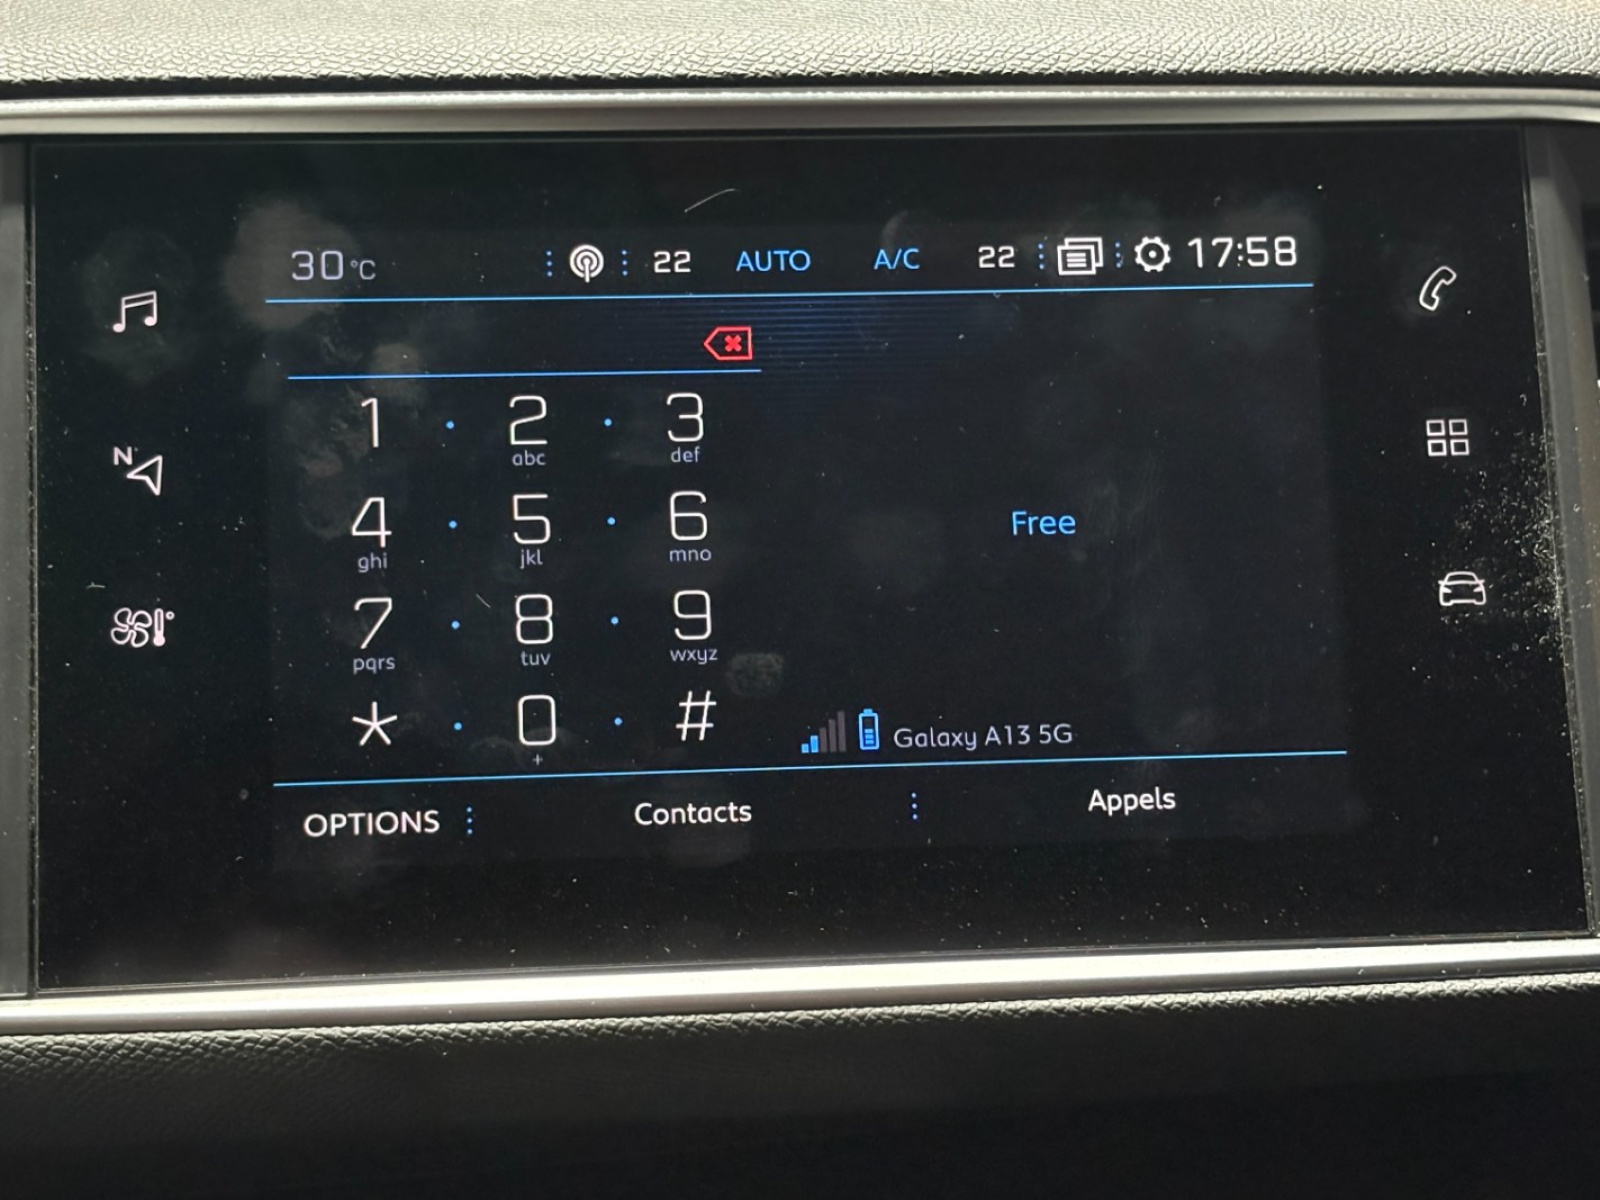 30°C 22 AUTO A/C 22 17:58
N
1 2 3
abc def
4 5 6
ghi jkl mno
Free
7 8 9
pqrs tuv wxyz
* 0 #
+
Galaxy A13 5G
OPTIONS Contacts Appels